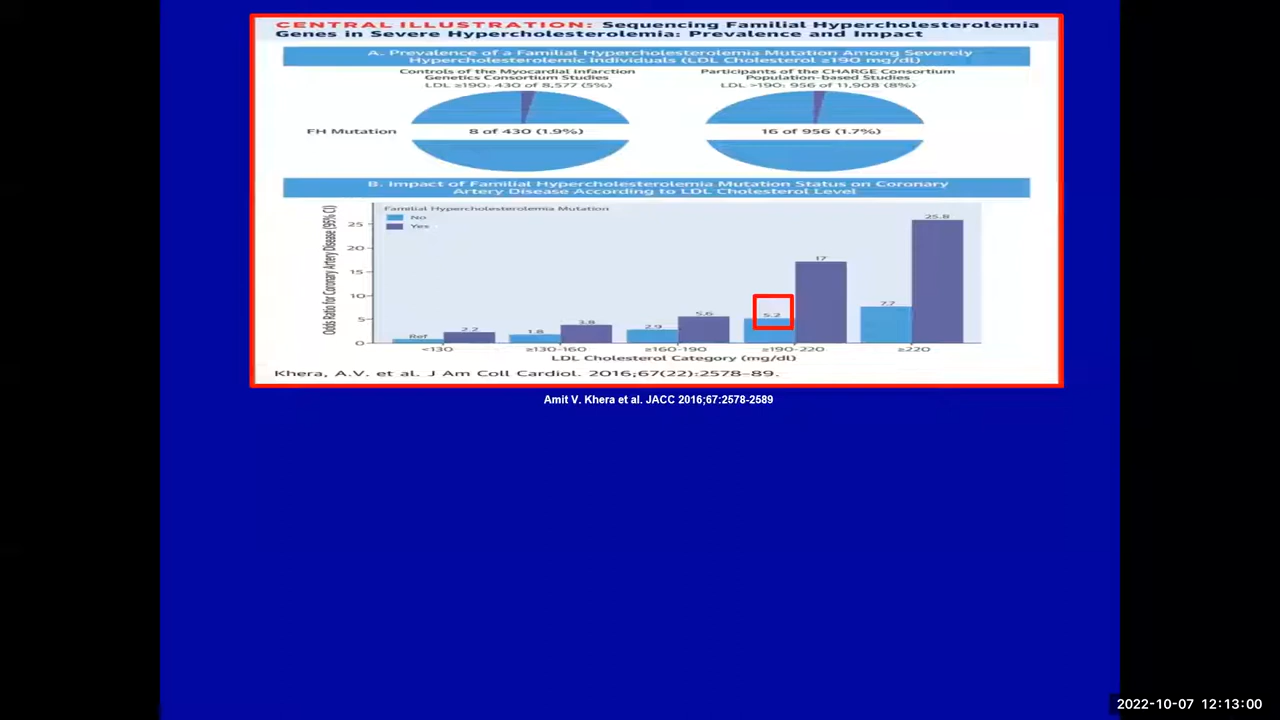 CENTRAL ILLUSTRATION: Sequencing Familial Hypercholesterolemia
Genes in Severe Hypercholesterolemia: Prevalence and Impact
A. Prevalence of a Familial Hypercholesterolemia Mutation Among Severely
Hypercholesterolemic Individuals (LDL Cholesterol ≥190 mg/dl)
Controls of the Myocardial Infarction
Genetics Consortium Studies
LDL ≥190: 430 of 8,577 (5%)
Participants of the CHARGE Consortium
Population-based Studies
LDL >190: 956 of 11,908 (8%)
FH Mutation
8 of 430 (1.9%)
16 of 956 (1.7%)
B. Impact of Familial Hypercholesterolemia Mutation Status on Coronary
Artery Disease According to LDL Cholesterol Level
Odds Ratio for Coronary Artery Disease (95% CI)
Familial Hypercholesterolemia Mutation
No
Yes
25
20
15
10
5
0
Ref
2.2
1.8
3.8
2.9
5.6
5.2
17
7.7
25.8
<130
≥130-160
≥160-190
≥190-220
≥220
LDL Cholesterol Category (mg/dl)
Khera, A.V. et al. J Am Coll Cardiol. 2016;67(22):2578–89.
Amit V. Khera et al. JACC 2016;67:2578-2589
2022-10-07 12:13:00